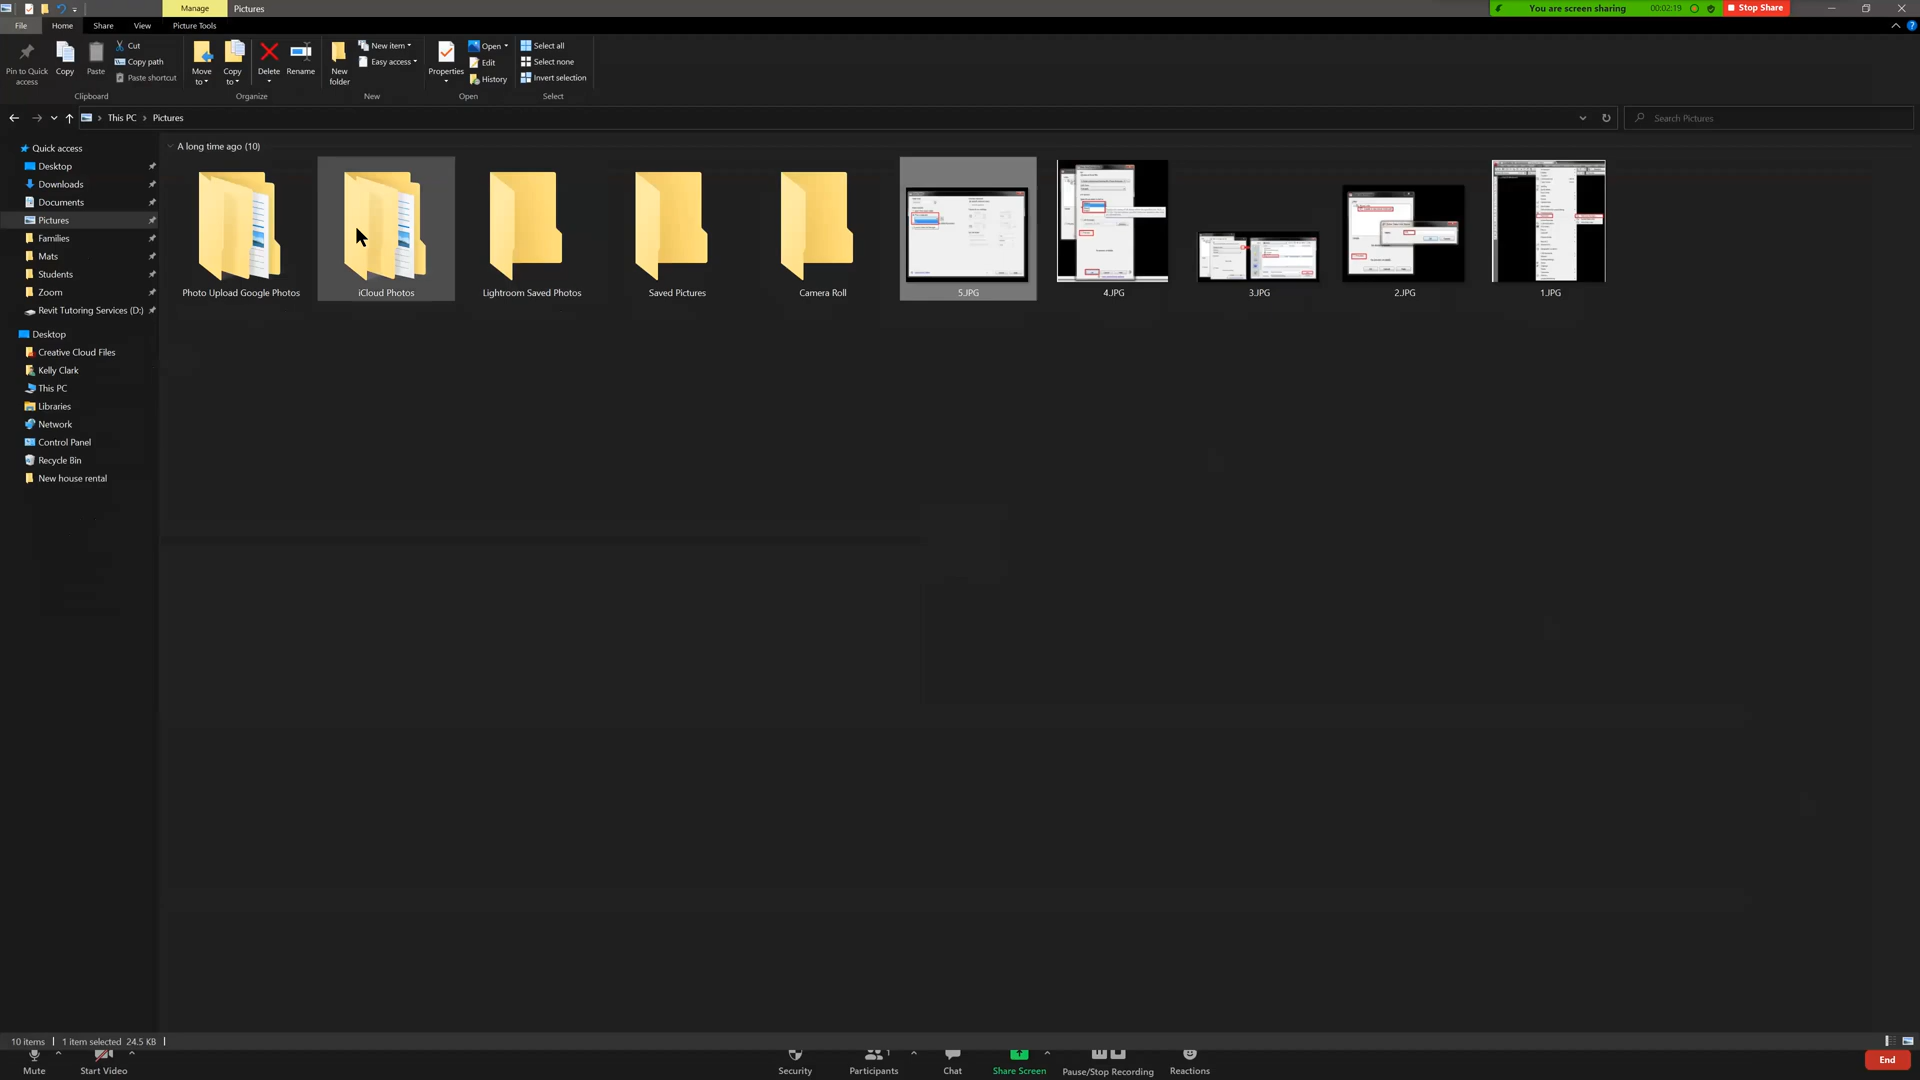 Manage
Pictures
You are screen sharing
00:02:19
Stop Share
File
Home
Share
View
Picture Tools
Pin to Quick access
Copy
Paste
Cut
Copy path
Paste shortcut
Clipboard
Move to
Copy to
Delete
Rename
Organize
New folder
New item
Easy access
New
Properties
Open
Edit
History
Open
Select all
Select none
Invert selection
Select
This PC
Pictures
Search Pictures
Quick access
Desktop
Downloads
Documents
Pictures
Families
Mats
Students
Zoom
Revit Tutoring Services (D:)
Desktop
Creative Cloud Files
Kelly Clark
This PC
Libraries
Network
Control Panel
Recycle Bin
New house rental
A long time ago (10)
Photo Upload Google Photos
iCloud Photos
Lightroom Saved Photos
Saved Pictures
Camera Roll
5.JPG
4.JPG
3.JPG
2.JPG
1.JPG
10 items
1 item selected 24.5 KB
Mute
Start Video
Security
1
Participants
Chat
Share Screen
Pause/Stop Recording
Reactions
End